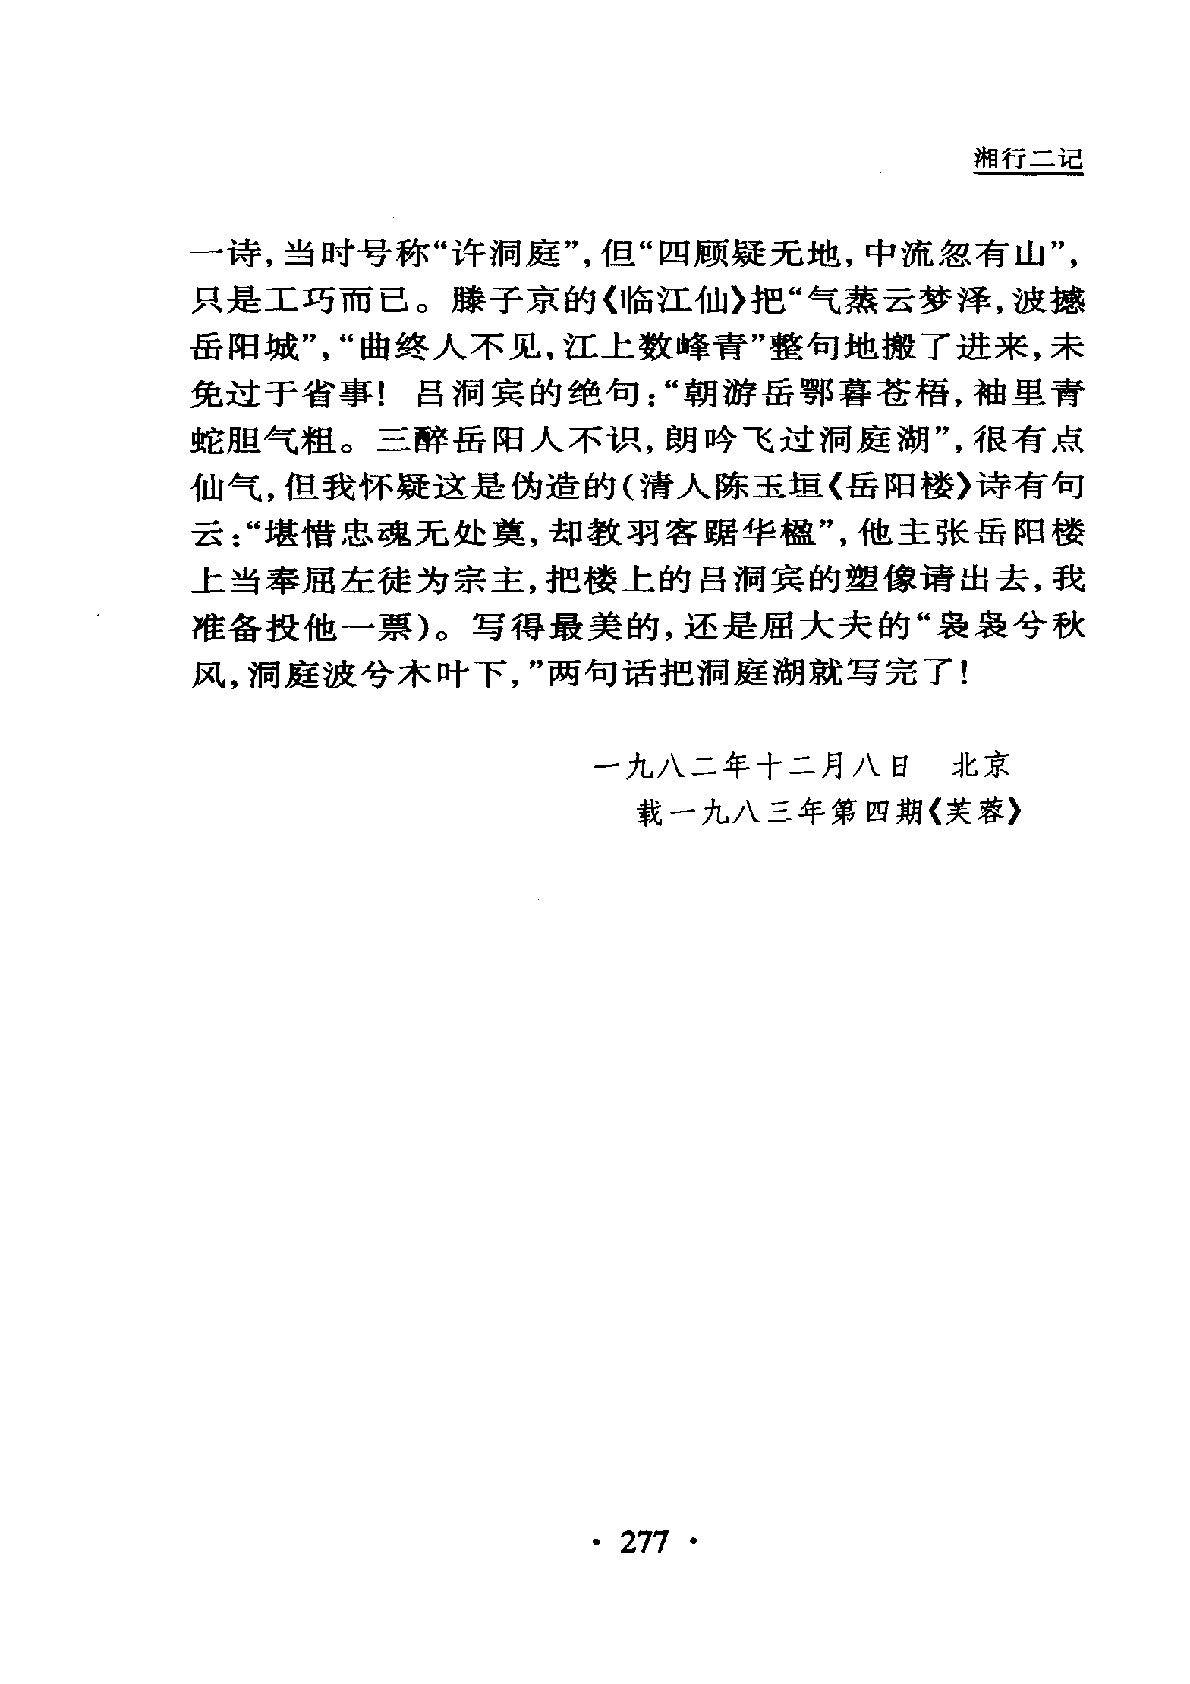 湘行二记
一诗，当时号称“许洞庭”，但“四顾疑无地，中流忽有山”，
只是工巧而已。滕子京的《临江仙》把“气蒸云梦泽，波撼
岳阳城”，“曲终人不见，江上数峰青”整句地搬了进来，未
免过于省事！吕洞宾的绝句：“朝游岳鄂暮苍梧，袖里青
蛇胆气粗。三醉岳阳人不识，朗吟飞过洞庭湖”，很有点
仙气，但我怀疑这是伪造的（清人陈玉垣《岳阳楼》诗有句
云：“堪惜忠魂无处奠，却教羽客踞华楹”，他主张岳阳楼
上当奉屈左徒为宗主，把楼上的吕洞宾的塑像请出去，我
准备投他一票）。写得最美的，还是屈大夫的“袅袅兮秋
风，洞庭波兮木叶下，”两句话把洞庭湖就写完了！
一九八二年十二月八日　北京
载一九八三年第四期《芙蓉》
· 277 ·